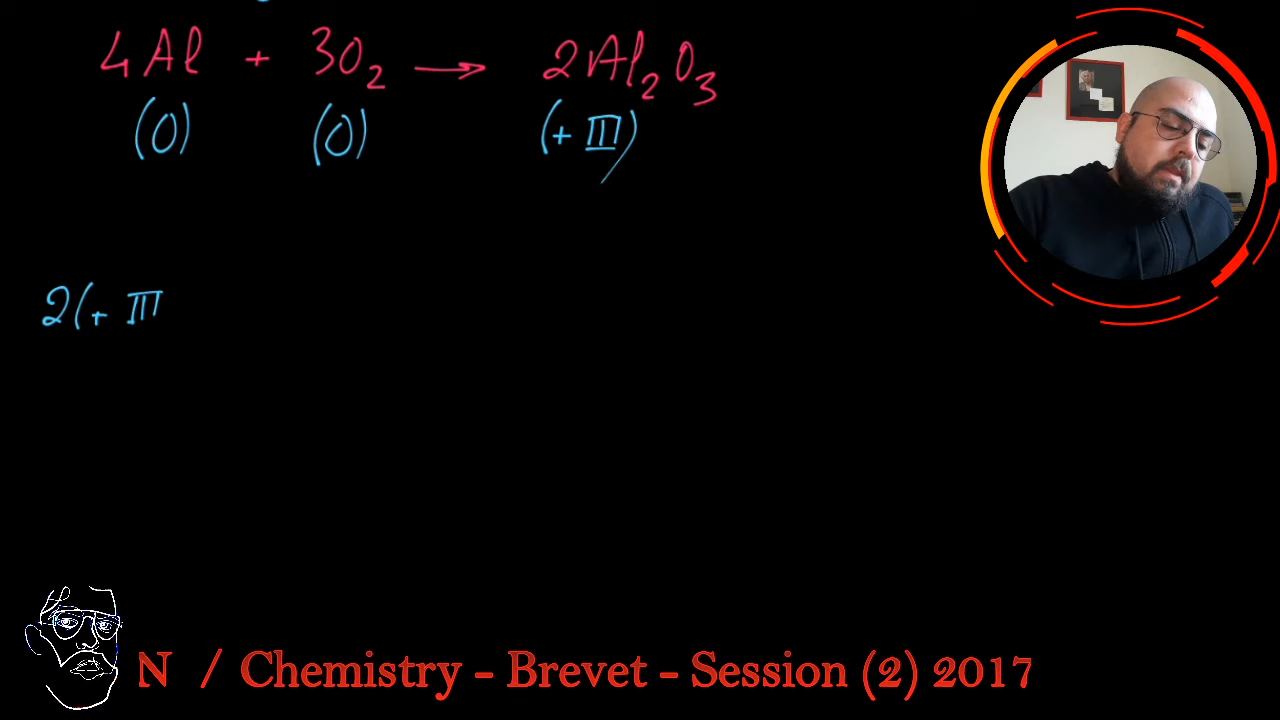 4Al + 3O₂ → 2Al₂O₃
(0) (0) (+ III)
2(+ III
N / Chemistry - Brevet - Session (2) 2017